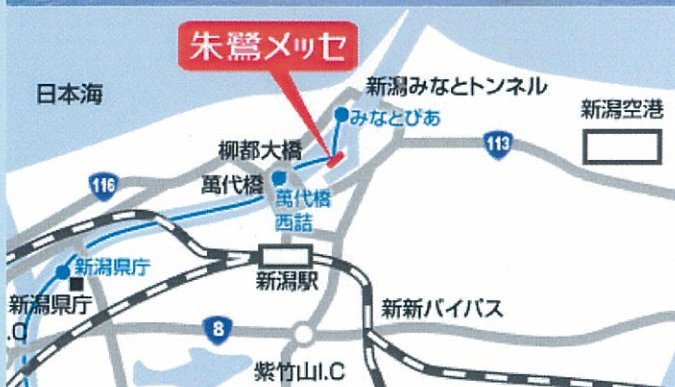 朱鷺メッセ
日本海
新潟みなとトンネル
みなとぴあ
新潟空港
113
柳都大橋
萬代橋
萬代橋
西詰
116
新潟県庁
新潟県庁
新潟駅
新新バイパス
.C
8
紫竹山I.C